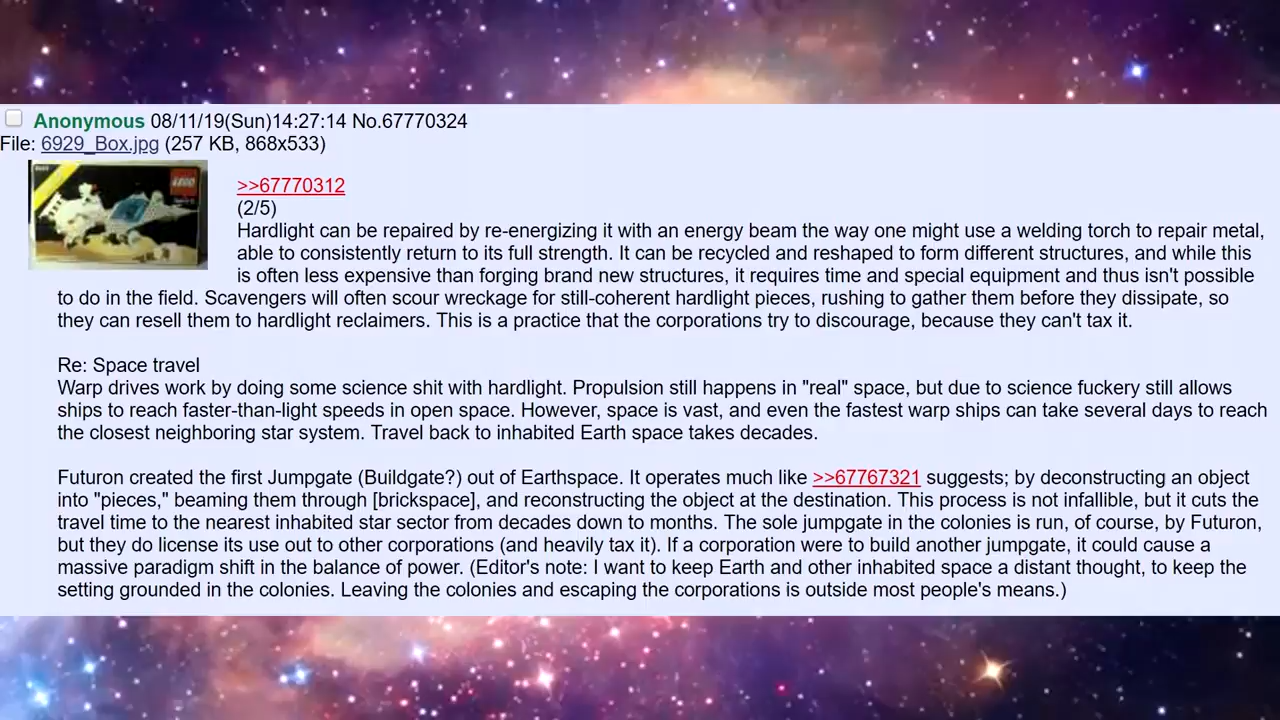 Anonymous 08/11/19(Sun)14:27:14 No.67770324
File: 6929_Box.jpg (257 KB, 868x533)
LEGO
>>67770312
(2/5)
Hardlight can be repaired by re-energizing it with an energy beam the way one might use a welding torch to repair metal,
able to consistently return to its full strength. It can be recycled and reshaped to form different structures, and while this
is often less expensive than forging brand new structures, it requires time and special equipment and thus isn't possible
to do in the field. Scavengers will often scour wreckage for still-coherent hardlight pieces, rushing to gather them before they dissipate, so
they can resell them to hardlight reclaimers. This is a practice that the corporations try to discourage, because they can't tax it.
Re: Space travel
Warp drives work by doing some science shit with hardlight. Propulsion still happens in "real" space, but due to science fuckery still allows
ships to reach faster-than-light speeds in open space. However, space is vast, and even the fastest warp ships can take several days to reach
the closest neighboring star system. Travel back to inhabited Earth space takes decades.
Futuron created the first Jumpgate (Buildgate?) out of Earthspace. It operates much like >>67767321 suggests; by deconstructing an object
into "pieces," beaming them through [brickspace], and reconstructing the object at the destination. This process is not infallible, but it cuts the
travel time to the nearest inhabited star sector from decades down to months. The sole jumpgate in the colonies is run, of course, by Futuron,
but they do license its use out to other corporations (and heavily tax it). If a corporation were to build another jumpgate, it could cause a
massive paradigm shift in the balance of power. (Editor's note: I want to keep Earth and other inhabited space a distant thought, to keep the
setting grounded in the colonies. Leaving the colonies and escaping the corporations is outside most people's means.)